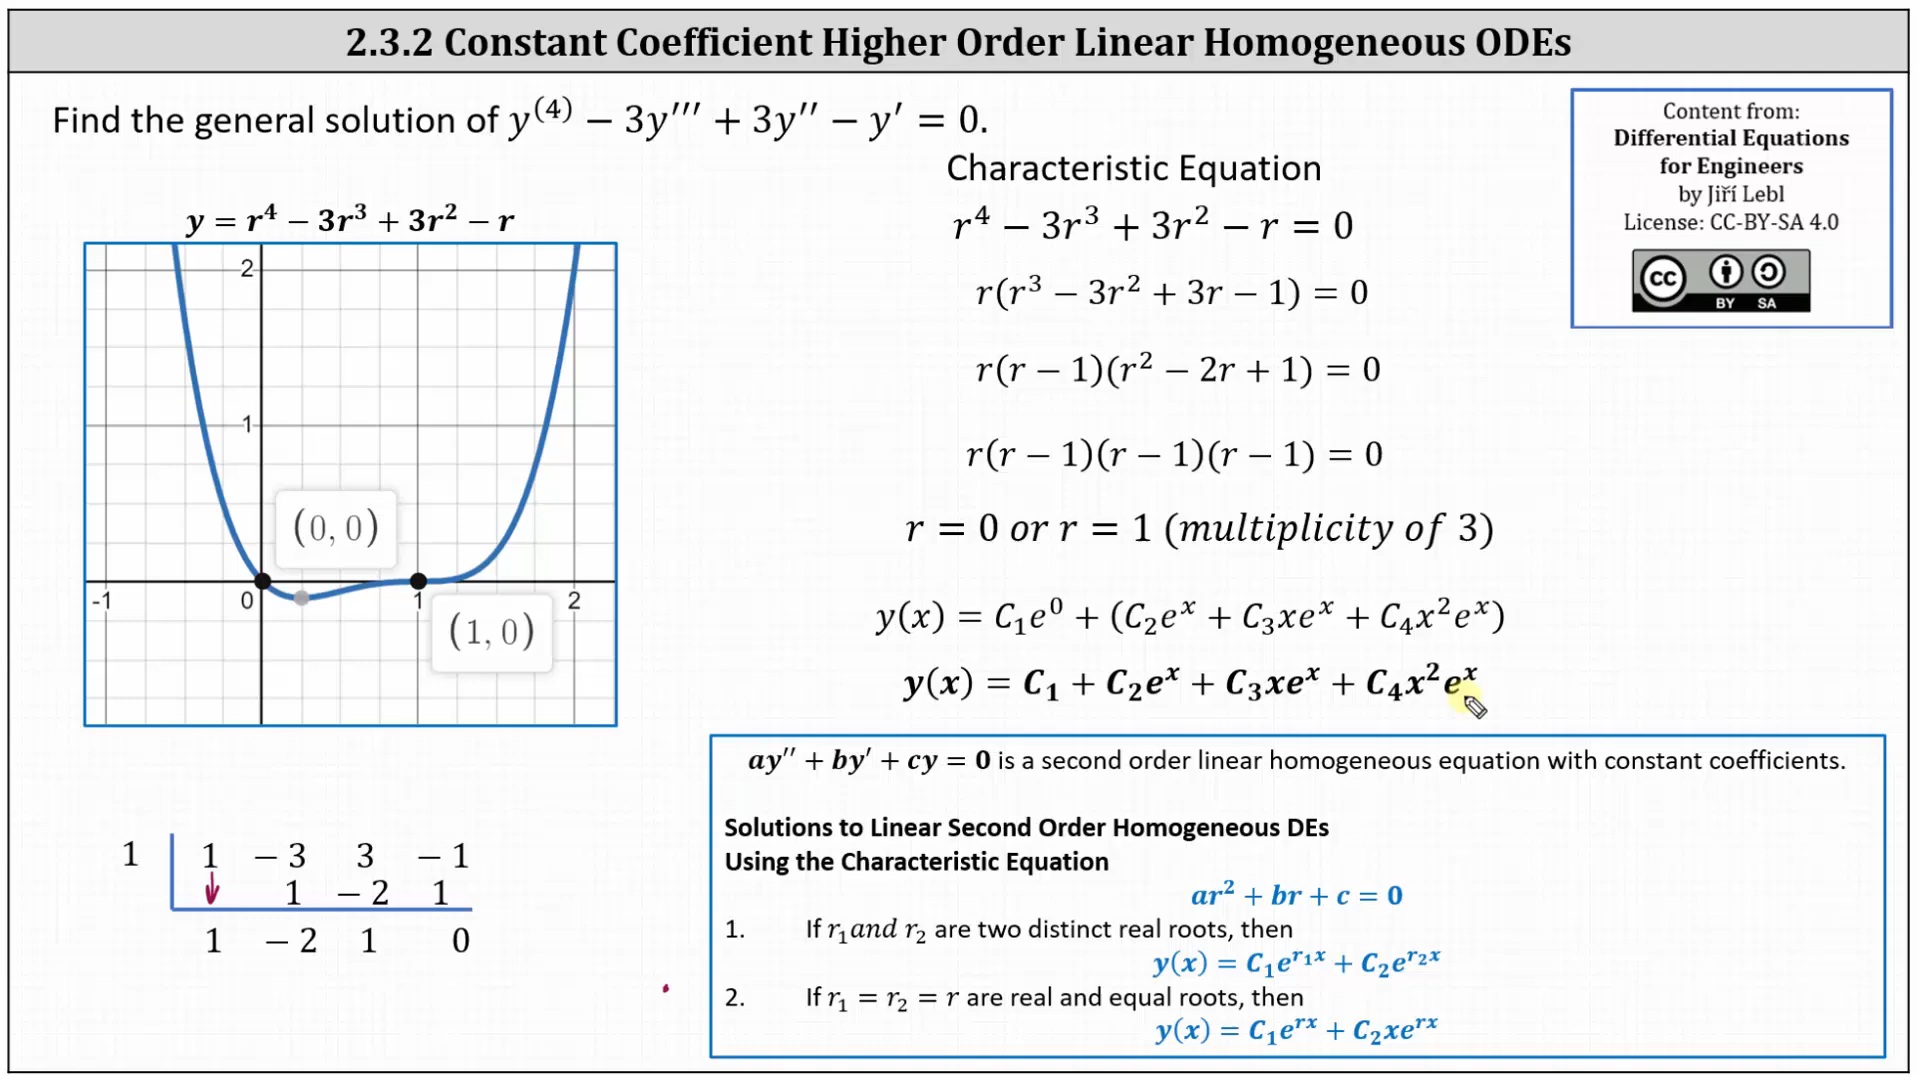 2.3.2 Constant Coefficient Higher Order Linear Homogeneous ODEs
Find the general solution of y⁽⁴⁾ − 3y′′′ + 3y′′ − y′ = 0.
Content from:
Differential Equations
for Engineers
by Jiří Lebl
License: CC-BY-SA 4.0
cc
BY SA
y = r⁴ − 3r³ + 3r² − r
2
1
(0, 0)
-1 0 1 2
(1, 0)
Characteristic Equation
r⁴ − 3r³ + 3r² − r = 0
r(r³ − 3r² + 3r − 1) = 0
r(r − 1)(r² − 2r + 1) = 0
r(r − 1)(r − 1)(r − 1) = 0
r = 0 or r = 1 (multiplicity of 3)
y(x) = C₁e⁰ + (C₂eˣ + C₃xeˣ + C₄x²eˣ)
y(x) = C₁ + C₂eˣ + C₃xeˣ + C₄x²eˣ
1 1 − 3 3 − 1
1 − 2 1
1 − 2 1 0
ay′′ + by′ + cy = 0 is a second order linear homogeneous equation with constant coefficients.
Solutions to Linear Second Order Homogeneous DEs
Using the Characteristic Equation
ar² + br + c = 0
1. If r₁and r₂ are two distinct real roots, then
y(x) = C₁e^{r₁x} + C₂e^{r₂x}
2. If r₁ = r₂ = r are real and equal roots, then
y(x) = C₁e^{rx} + C₂xe^{rx}